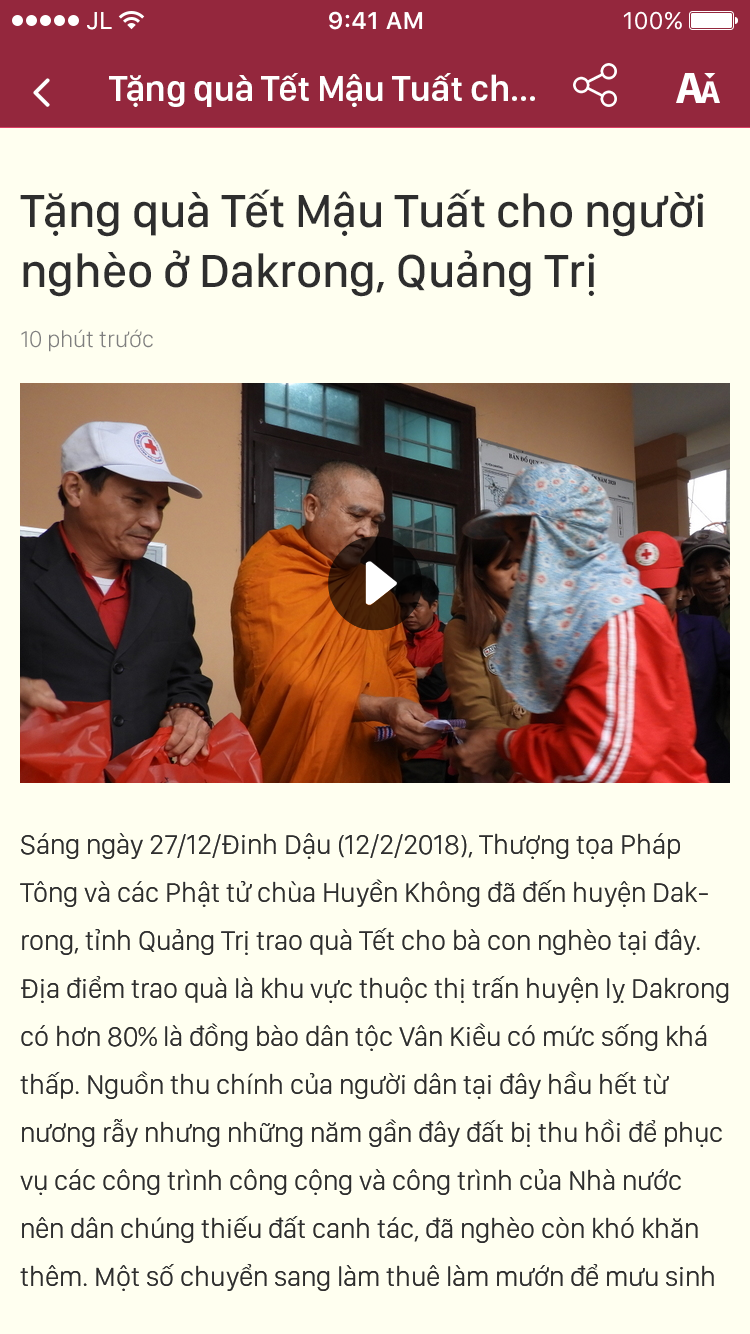 JL
9:41 AM
100%
Tặng quà Tết Mậu Tuất ch...
AA
Tặng quà Tết Mậu Tuất cho người
nghèo ở Dakrong, Quảng Trị
10 phút trước
BẢN ĐỒ QUY
Sáng ngày 27/12/Đinh Dậu (12/2/2018), Thượng tọa Pháp
Tông và các Phật tử chùa Huyền Không đã đến huyện Dak-
rong, tỉnh Quảng Trị trao quà Tết cho bà con nghèo tại đây.
Địa điểm trao quà là khu vực thuộc thị trấn huyện lỵ Dakrong
có hơn 80% là đồng bào dân tộc Vân Kiều có mức sống khá
thấp. Nguồn thu chính của người dân tại đây hầu hết từ
nương rẫy nhưng những năm gần đây đất bị thu hồi để phục
vụ các công trình công cộng và công trình của Nhà nước
nên dân chúng thiếu đất canh tác, đã nghèo còn khó khăn
thêm. Một số chuyển sang làm thuê làm mướn để mưu sinh